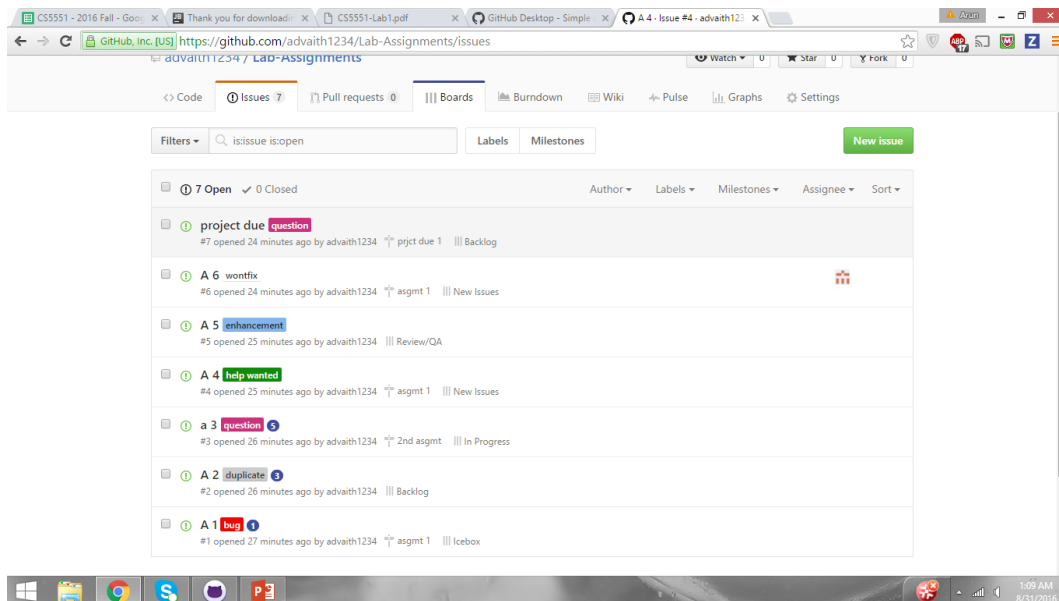 CS5551 - 2016 Fall - Goog
Thank you for downloadin
CS5551-Lab1.pdf
GitHub Desktop - Simple
A 4 · Issue #4 · advaith123
Arun
GitHub, Inc. [US] https://github.com/advaith1234/Lab-Assignments/issues
ABP
17
Z
advaith1234 / Lab-Assignments
Watch 0
Star 0
Fork 0
Code
Issues 7
Pull requests 0
Boards
Burndown
Wiki
Pulse
Graphs
Settings
Filters
is:issue is:open
Labels
Milestones
New issue
7 Open
0 Closed
Author
Labels
Milestones
Assignee
Sort
project due question
#7 opened 24 minutes ago by advaith1234 prjct due 1 Backlog
A 6 wontfix
#6 opened 24 minutes ago by advaith1234 asgmt 1 New Issues
A 5 enhancement
#5 opened 25 minutes ago by advaith1234 Review/QA
A 4 help wanted
#4 opened 25 minutes ago by advaith1234 asgmt 1 New Issues
a 3 question 5
#3 opened 26 minutes ago by advaith1234 2nd asgmt In Progress
A 2 duplicate 3
#2 opened 26 minutes ago by advaith1234 Backlog
A 1 bug 1
#1 opened 27 minutes ago by advaith1234 asgmt 1 Icebox
1:09 AM
8/31/2016